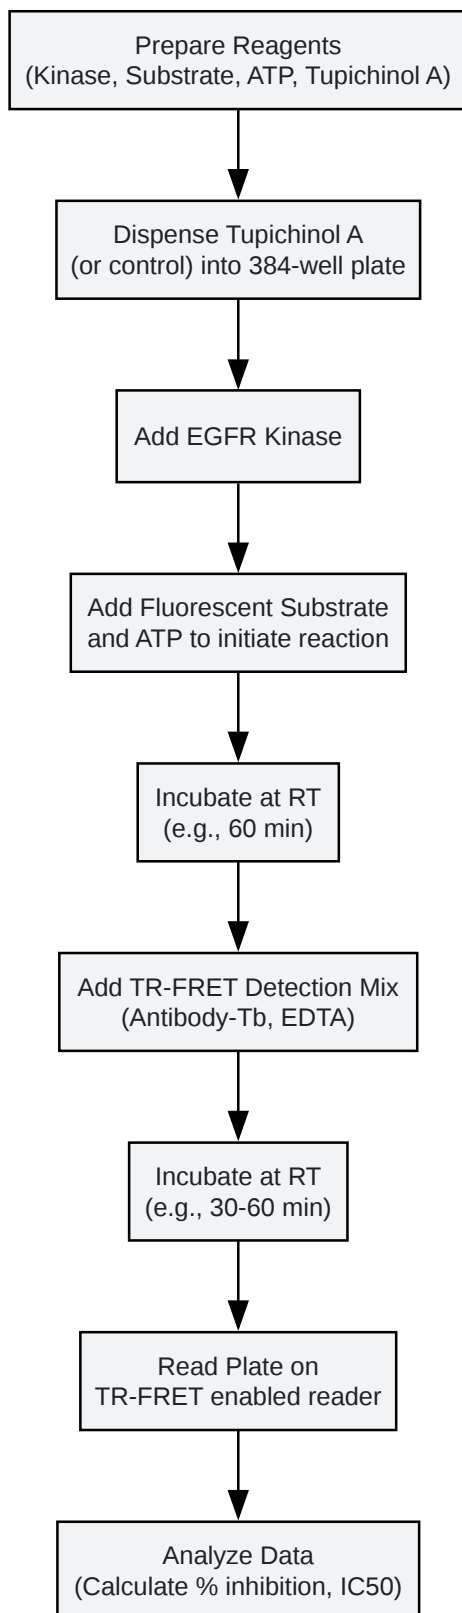 Prepare Reagents
(Kinase, Substrate, ATP, Tupichinol A)
Dispense Tupichinol A
(or control) into 384-well plate
Add EGFR Kinase
Add Fluorescent Substrate
and ATP to initiate reaction
Incubate at RT
(e.g., 60 min)
Add TR-FRET Detection Mix
(Antibody-Tb, EDTA)
Incubate at RT
(e.g., 30-60 min)
Read Plate on
TR-FRET enabled reader
Analyze Data
(Calculate % inhibition, IC50)